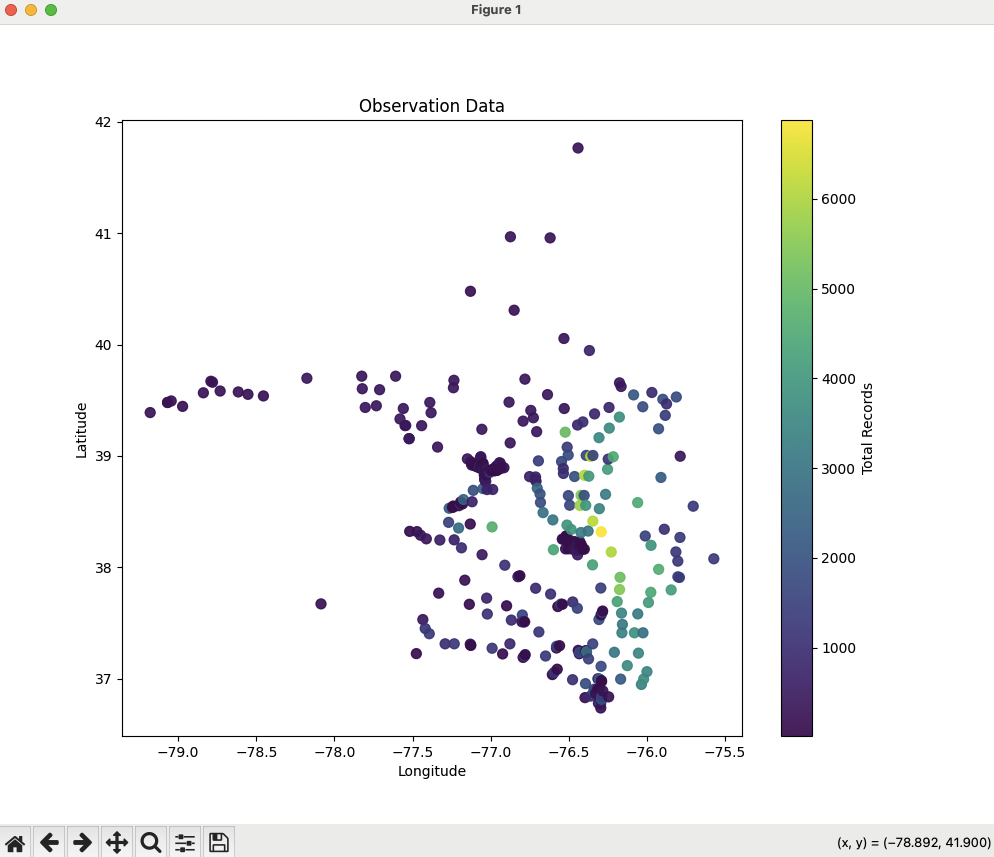 Figure 1
Observation Data
42
41
40
39
38
37
Latitude
−79.0 −78.5 −78.0 −77.5 −77.0 −76.5 −76.0 −75.5
Longitude
6000
5000
4000
3000
2000
1000
Total Records
(x, y) = (−78.892, 41.900)